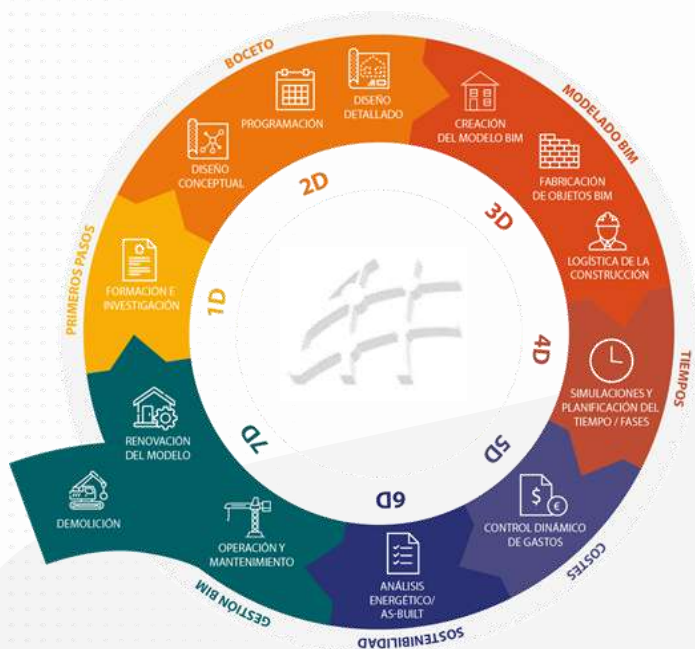 PRIMEROS PASOS
1D
FORMACIÓN E
INVESTIGACIÓN
BOCETO
2D
DISEÑO
CONCEPTUAL
PROGRAMACIÓN
DISEÑO
DETALLADO
MODELADO BIM
3D
CREACIÓN
DEL MODELO BIM
FABRICACIÓN
DE OBJETOS BIM
LOGÍSTICA DE LA
CONSTRUCCIÓN
TIEMPOS
4D
SIMULACIONES Y
PLANIFICACIÓN DEL
TIEMPO / FASES
COSTES
5D
$
€
CONTROL DINÁMICO
DE GASTOS
SOSTENIBILIDAD
6D
ANÁLISIS
ENERGÉTICO/
AS-BUILT
GESTIÓN BIM
7D
OPERACIÓN Y
MANTENIMIENTO
RENOVACIÓN
DEL MODELO
DEMOLICIÓN